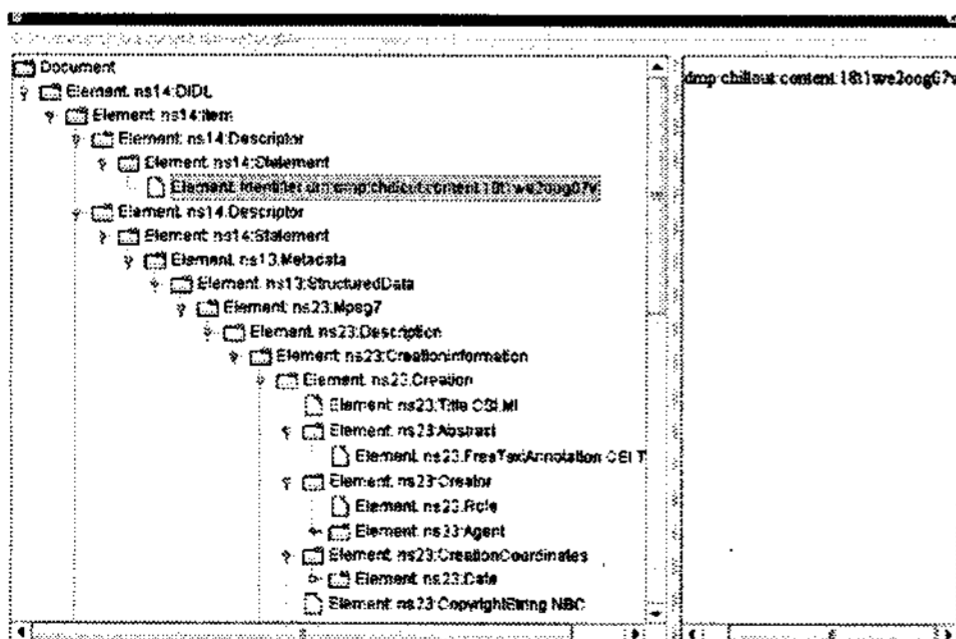 Document
Element: ns14:DIDL
Element: ns14:Item
Element: ns14:Descriptor
Element: ns14:Statement
Element: Identifier urn:dmp:chillout:content:18t1we2oog07v
Element: ns14:Descriptor
Element: ns14:Statement
Element: ns13:Metadata
Element: ns13:StructuredData
Element: ns23:Mpeg7
Element: ns23:Description
Element: ns23:CreationInformation
Element: ns23:Creation
Element: ns23:Title CSI:MI
Element: ns23:Abstract
Element: ns23:FreeTextAnnotation CSI T
Element: ns23:Creator
Element: ns23:Role
Element: ns23:Agent
Element: ns23:CreationCoordinates
Element: ns23:Date
Element: ns23:CopyrightString NBC
dmp:chillout:content:18t1we2oog07v